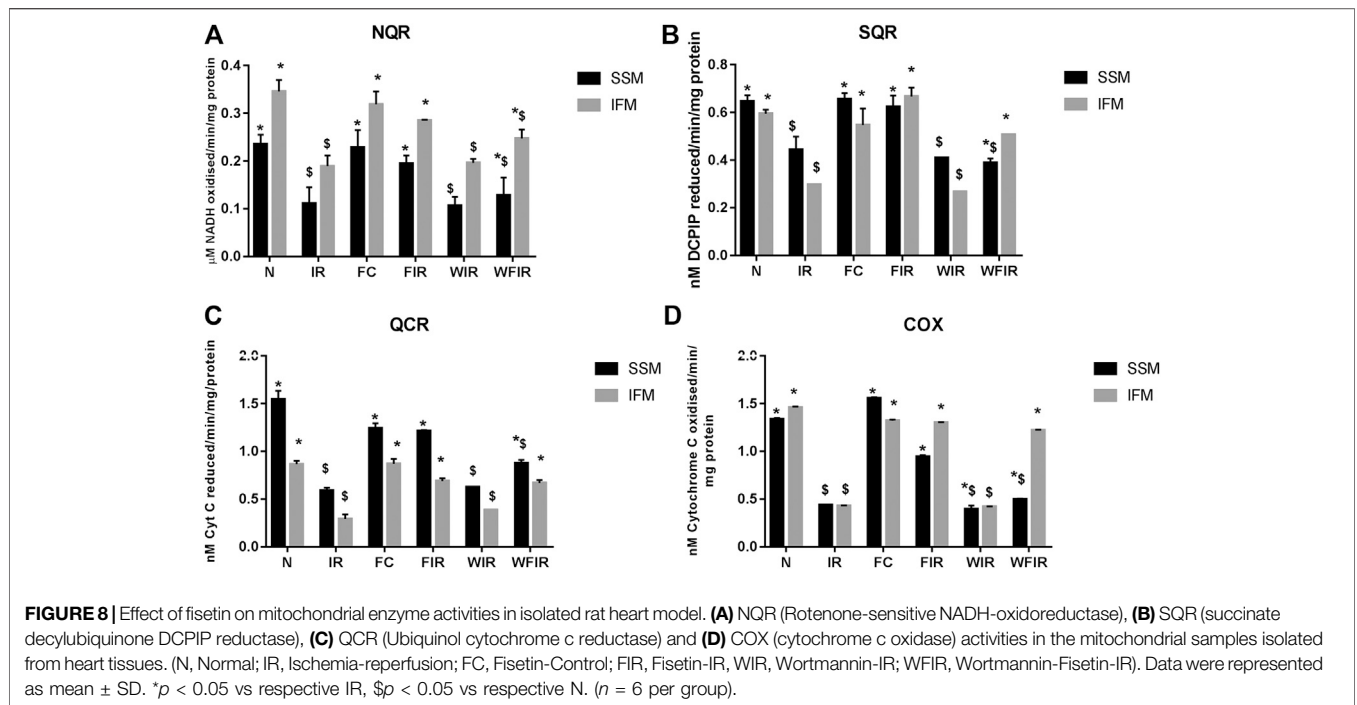 A
NQR
µM NADH oxidised/min/mg protein
0.4
0.3
0.2
0.1
0.0
* * $ $ * * * * $ $ *$ *$
N IR FC FIR WIR WFIR
SSM
IFM
B
SQR
nM DCPIP reduced/min/mg protein
0.8
0.6
0.4
0.2
0.0
* * $ $ * * * * $ $ *$ *
N IR FC FIR WIR WFIR
SSM
IFM
C
QCR
nM Cyt C reduced/min/mg/protein
2.0
1.5
1.0
0.5
0.0
* * $ $ * * * * $ $ *$ *
N IR FC FIR WIR WFIR
SSM
IFM
D
COX
nM Cytochrome C oxidised/min/
mg protein
2.0
1.5
1.0
0.5
0.0
* * $ $ * * * * *$ $ *$ *
N IR FC FIR WIR WFIR
SSM
IFM
FIGURE 8 | Effect of fisetin on mitochondrial enzyme activities in isolated rat heart model. (A) NQR (Rotenone-sensitive NADH-oxidoreductase), (B) SQR (succinate
decylubiquinone DCPIP reductase), (C) QCR (Ubiquinol cytochrome c reductase) and (D) COX (cytochrome c oxidase) activities in the mitochondrial samples isolated
from heart tissues. (N, Normal; IR, Ischemia-reperfusion; FC, Fisetin-Control; FIR, Fisetin-IR, WIR, Wortmannin-IR; WFIR, Wortmannin-Fisetin-IR). Data were represented
as mean ± SD. *p < 0.05 vs respective IR, $p < 0.05 vs respective N. (n = 6 per group).